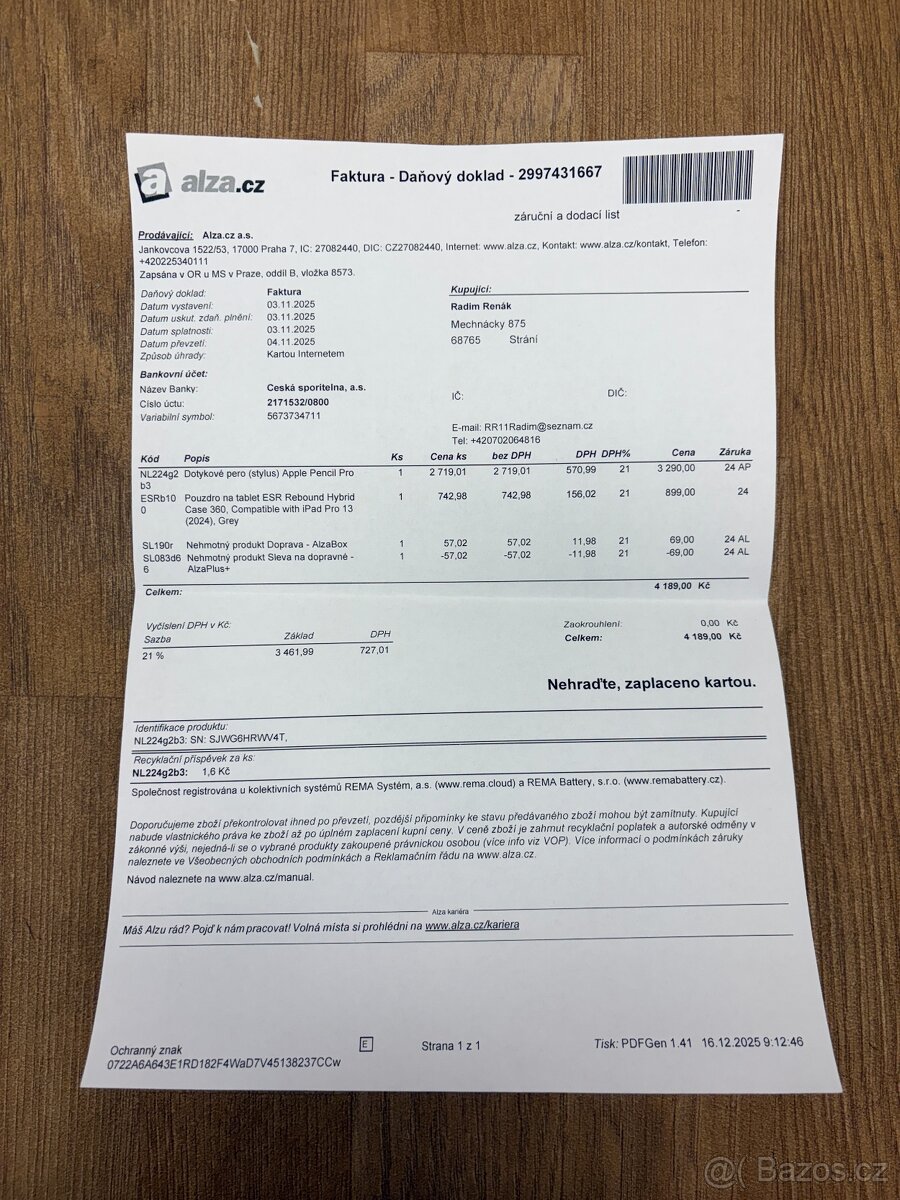 a alza.cz
Faktura - Daňový doklad - 2997431667
záruční a dodací list
-
Prodávající: Alza.cz a.s.
Jankovcova 1522/53, 17000 Praha 7, IC: 27082440, DIC: CZ27082440, Internet: www.alza.cz, Kontakt: www.alza.cz/kontakt, Telefon:
+420225340111
Zapsána v OR u MS v Praze, oddíl B, vložka 8573.
Daňový doklad: Faktura
Datum vystavení: 03.11.2025
Datum uskut. zdaň. plnění: 03.11.2025
Datum splatnosti: 03.11.2025
Datum převzetí: 04.11.2025
Způsob úhrady: Kartou Internetem
Kupující:
Radim Renák
Mechnácky 875
68765 Strání
Bankovní účet:
Název Banky: Ceská sporitelna, a.s.
Císlo úctu: 2171532/0800
Variabilní symbol: 5673734711
IČ: DIČ:
E-mail: RR11Radim@seznam.cz
Tel: +420702064816
Kód Popis Ks Cena ks bez DPH DPH DPH% Cena Záruka
NL224g2 Dotykové pero (stylus) Apple Pencil Pro 1 2 719,01 2 719,01 570,99 21 3 290,00 24 AP
b3
ESRb10 Pouzdro na tablet ESR Rebound Hybrid 1 742,98 742,98 156,02 21 899,00 24
0 Case 360, Compatible with iPad Pro 13
(2024), Grey
SL190r Nehmotný produkt Doprava - AlzaBox 1 57,02 57,02 11,98 21 69,00 24 AL
SL083d6 Nehmotný produkt Sleva na dopravné - 1 -57,02 -57,02 -11,98 21 -69,00 24 AL
6 AlzaPlus+
Celkem: 4 189,00 Kč
Vyčíslení DPH v Kč:
Sazba Základ DPH
21 % 3 461,99 727,01
Zaokrouhlení: 0,00 Kč
Celkem: 4 189,00 Kč
Nehraďte, zaplaceno kartou.
Identifikace produktu:
NL224g2b3: SN: SJWG6HRWV4T,
Recyklační příspěvek za ks:
NL224g2b3: 1,6 Kč
Společnost registrována u kolektivních systémů REMA Systém, a.s. (www.rema.cloud) a REMA Battery, s.r.o. (www.remabattery.cz).
Doporučujeme zboží překontrolovat ihned po převzetí, pozdější připomínky ke stavu předávaného zboží mohou být zamítnuty. Kupující
nabude vlastnického práva ke zboží až po úplném zaplacení kupní ceny. V ceně zboží je zahrnut recyklační poplatek a autorské odměny v
zákonné výši, nejedná-li se o vybrané produkty zakoupené právnickou osobou (více info viz VOP). Více informací o podmínkách záruky
naleznete ve Všeobecných obchodních podmínkách a Reklamačním řádu na www.alza.cz.
Návod naleznete na www.alza.cz/manual.
Alza kariéra
Máš Alzu rád? Pojď k nám pracovat! Volná místa si prohlédni na www.alza.cz/kariera
Ochranný znak
0722A6A643E1RD182F4WaD7V45138237CCw
E
Strana 1 z 1
Tisk: PDFGen 1.41 16.12.2025 9:12:46
@( Bazos.cz